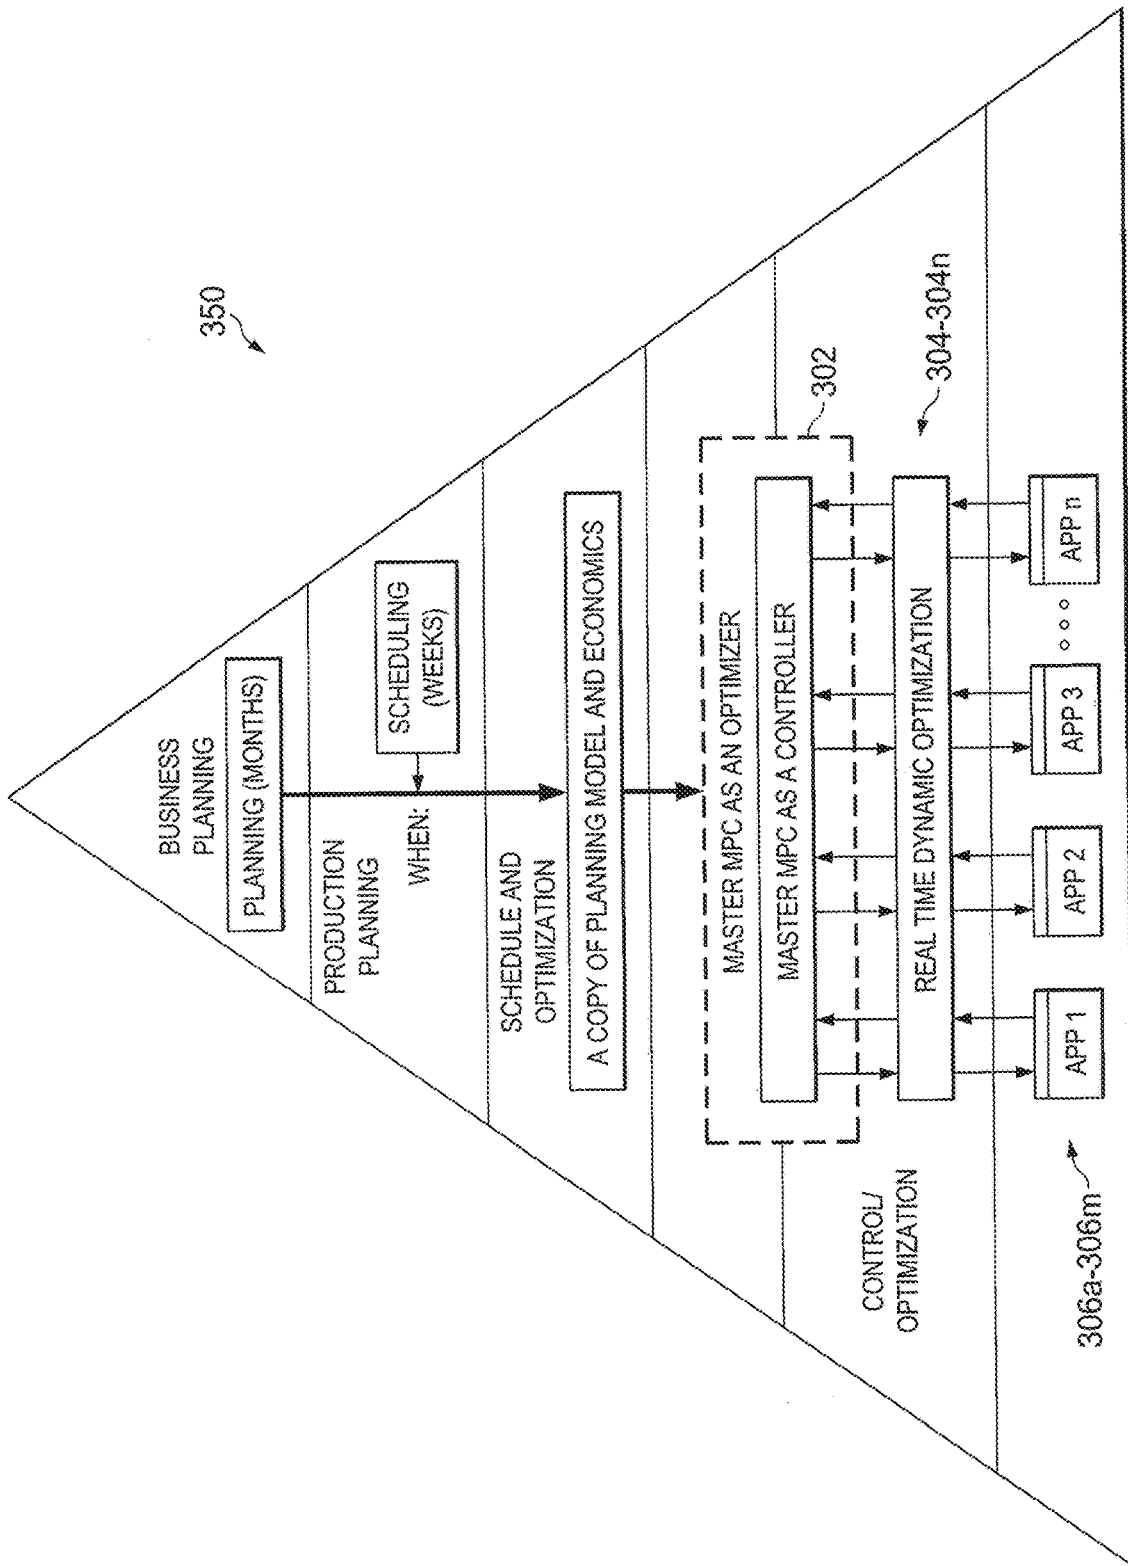 350
BUSINESS
PLANNING
PLANNING (MONTHS)
PRODUCTION
PLANNING
WHEN:
SCHEDULING
(WEEKS)
SCHEDULE AND
OPTIMIZATION
A COPY OF PLANNING MODEL AND ECONOMICS
MASTER MPC AS AN OPTIMIZER
MASTER MPC AS A CONTROLLER
302
CONTROL/
OPTIMIZATION
REAL TIME DYNAMIC OPTIMIZATION
304-304n
APP 1
APP 2
APP 3
APP n
306a-306m